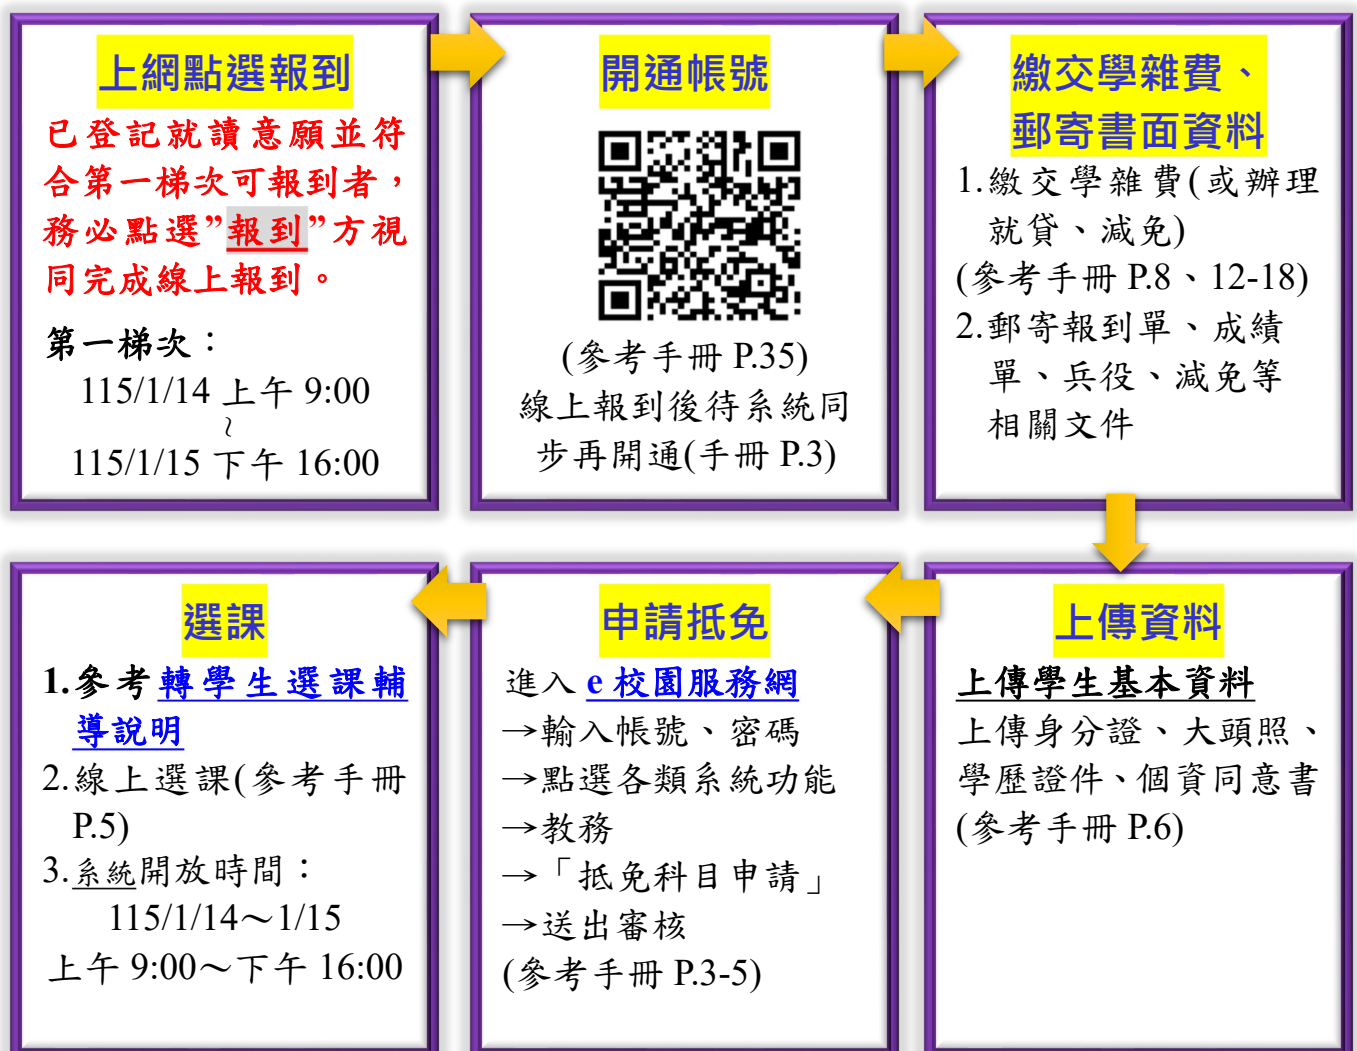 上網點選報到
已登記就讀意願並符
合第一梯次可報到者，
務必點選”報到”方視
同完成線上報到。
第一梯次：
115/1/14 上午 9:00
~
115/1/15 下午 16:00
開通帳號
(參考手冊 P.35)
線上報到後待系統同
步再開通(手冊 P.3)
繳交學雜費、
郵寄書面資料
1.繳交學雜費(或辦理
就貸、減免)
(參考手冊 P.8、12-18)
2.郵寄報到單、成績
單、兵役、減免等
相關文件
上傳資料
上傳學生基本資料
上傳身分證、大頭照、
學歷證件、個資同意書
(參考手冊 P.6)
申請抵免
進入 e 校園服務網
→輸入帳號、密碼
→點選各類系統功能
→教務
→「抵免科目申請」
→送出審核
(參考手冊 P.3-5)
選課
1.參考轉學生選課輔
導說明
2.線上選課(參考手冊
P.5)
3.系統開放時間：
115/1/14～1/15
上午 9:00～下午 16:00